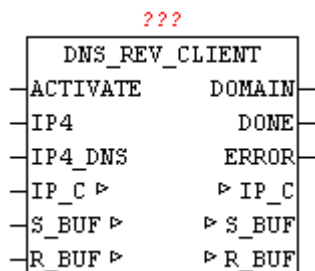 ???
DNS_REV_CLIENT
ACTIVATE DOMAIN
IP4 DONE
IP4_DNS ERROR
IP_C ▷ ▷ IP_C
S_BUF ▷ ▷ S_BUF
R_BUF ▷ ▷ R_BUF